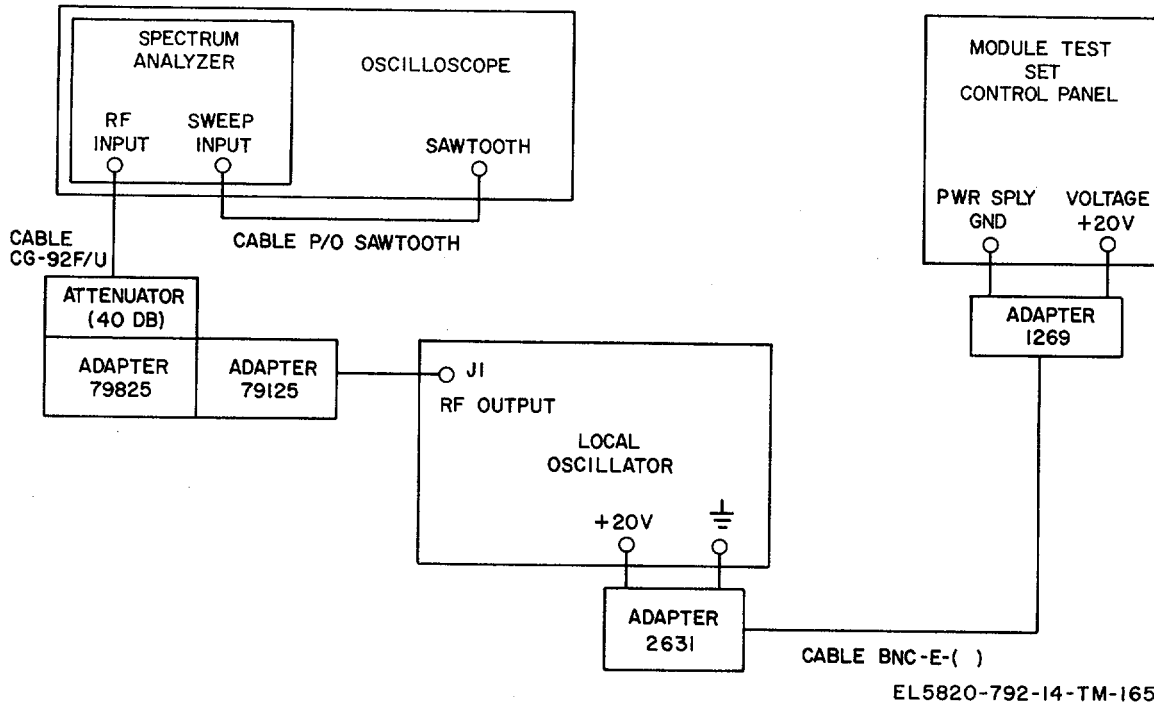 SPECTRUM
ANALYZER
OSCILLOSCOPE
RF
INPUT
SWEEP
INPUT
SAWTOOTH
MODULE TEST
SET
CONTROL PANEL
PWR SPLY
GND
VOLTAGE
+20V
CABLE
CG-92F/U
CABLE P/O SAWTOOTH
ATTENUATOR
(40 DB)
ADAPTER
79825
ADAPTER
79125
ADAPTER
1269
J1
RF OUTPUT
LOCAL
OSCILLATOR
+20V
ADAPTER
2631
CABLE BNC-E-( )
EL5820-792-14-TM-165